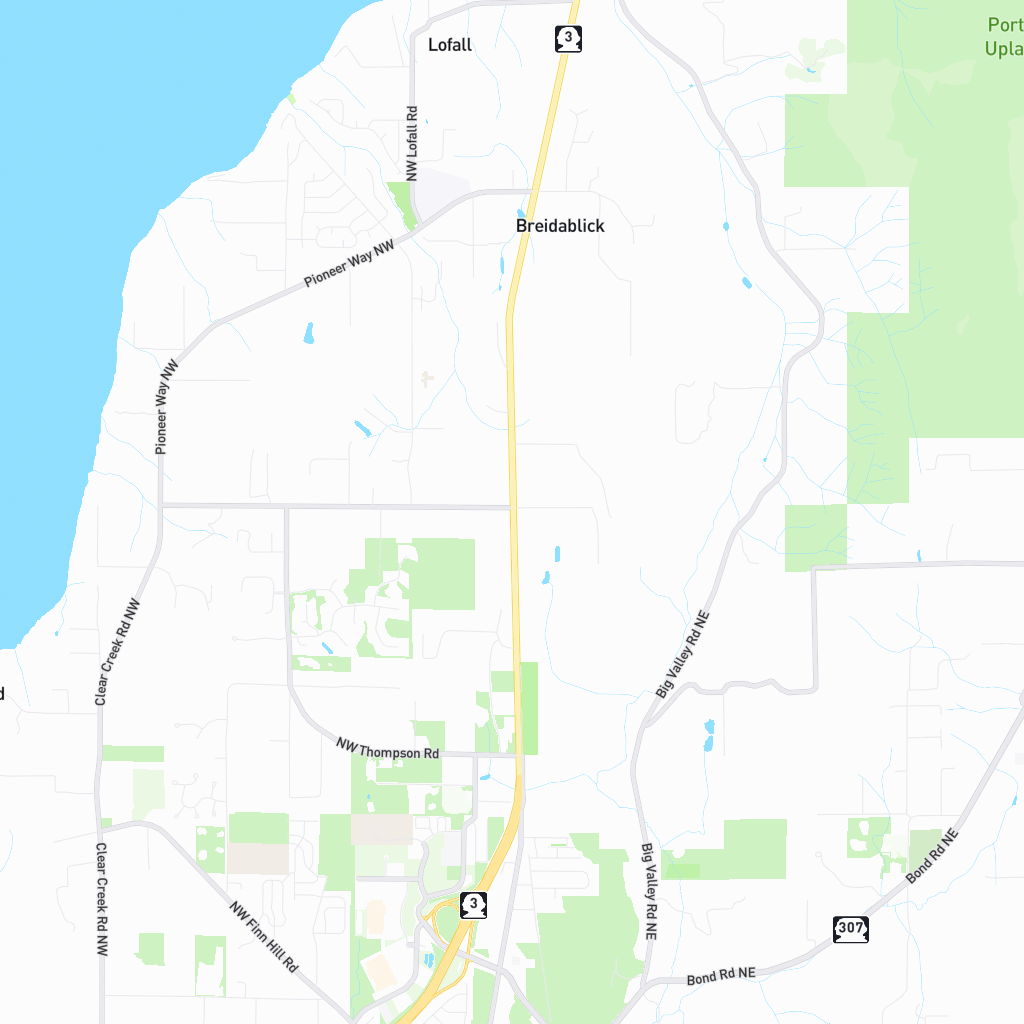 Port
Upla
3
Lofall
NW Lofall Rd
Breidablick
Pioneer Way NW
Pioneer Way NW
Clear Creek Rd NW
Big Valley Rd NE
d
NW Thompson Rd
Clear Creek Rd NW
Big Valley Rd NE
Bond Rd NE
3
307
NW Finn Hill Rd
Bond Rd NE